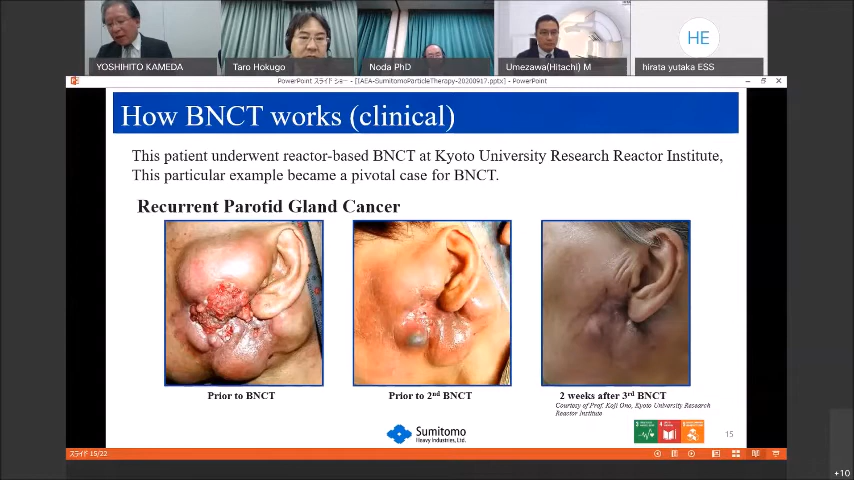 YOSHIHITO KAMEDA
Taro Hokugo
Noda PhD
Umezawa(Hitachi) M
HE
hirata yutaka ESS
PowerPoint スライド ショー - [IAEA-SumitomoParticleTherapy-20200917.pptx] - PowerPoint
How BNCT works (clinical)
This patient underwent reactor-based BNCT at Kyoto University Research Reactor Institute,
This particular example became a pivotal case for BNCT.
Recurrent Parotid Gland Cancer
Prior to BNCT
Prior to 2nd BNCT
2 weeks after 3rd BNCT
Courtesy of Prof. Koji Ono, Kyoto University Research
Reactor Institute
Sumitomo
Heavy Industries, Ltd.
15
スライド 15/22
+10